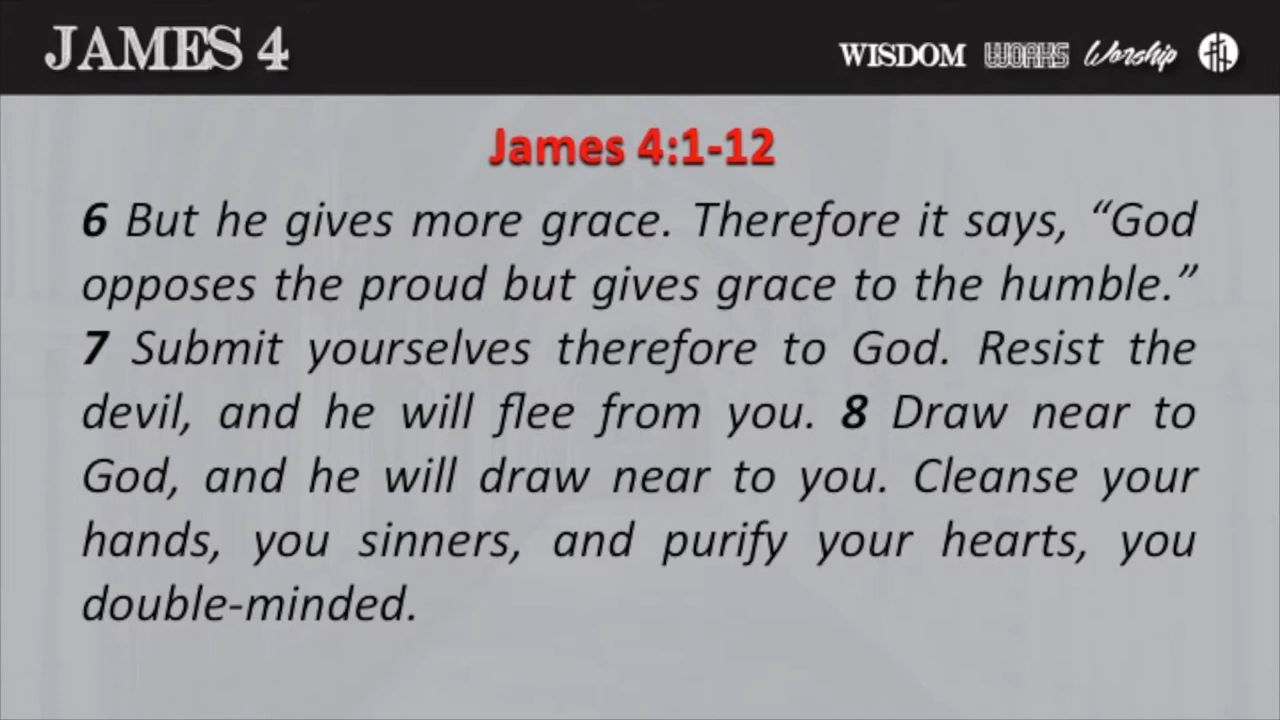 JAMES 4
WISDOM WORKS Worship
James 4:1-12
6 But he gives more grace. Therefore it says, “God
opposes the proud but gives grace to the humble.”
7 Submit yourselves therefore to God. Resist the
devil, and he will flee from you. 8 Draw near to
God, and he will draw near to you. Cleanse your
hands, you sinners, and purify your hearts, you
double-minded.